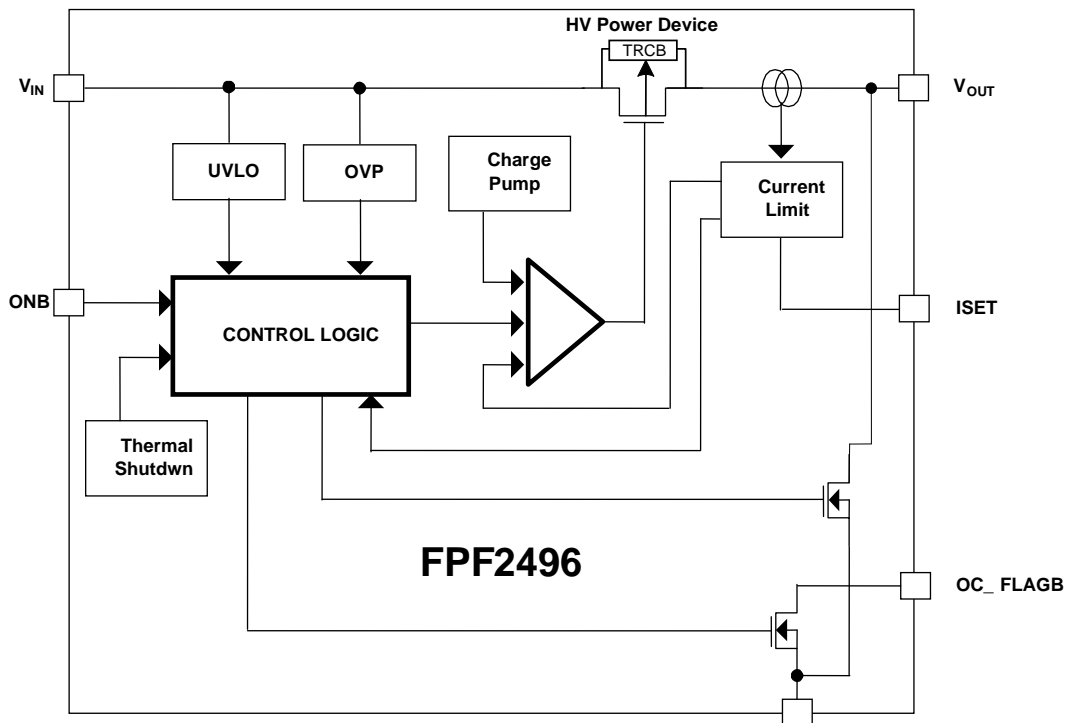 HV Power Device
TRCB
VIN
VOUT
UVLO
OVP
Charge
Pump
Current
Limit
ONB
CONTROL LOGIC
ISET
Thermal
Shutdwn
FPF2496
OC_ FLAGB